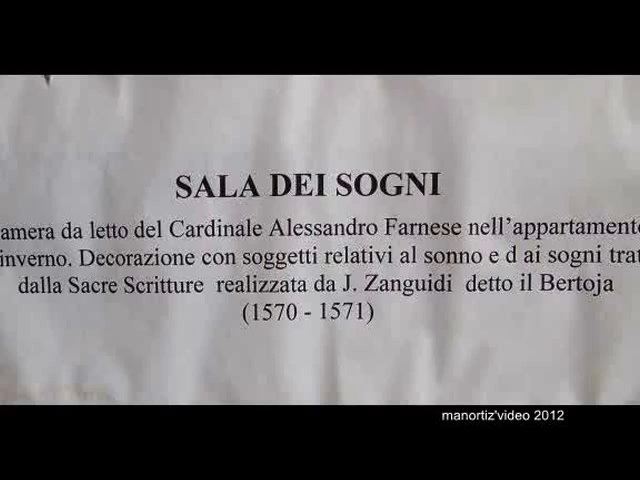 SALA DEI SOGNI
amera da letto del Cardinale Alessandro Farnese nell'appartamento
inverno. Decorazione con soggetti relativi al sonno e d ai sogni trat
dalla Sacre Scritture realizzata da J. Zanguidi detto il Bertoja
(1570 - 1571)
manortiz'video 2012